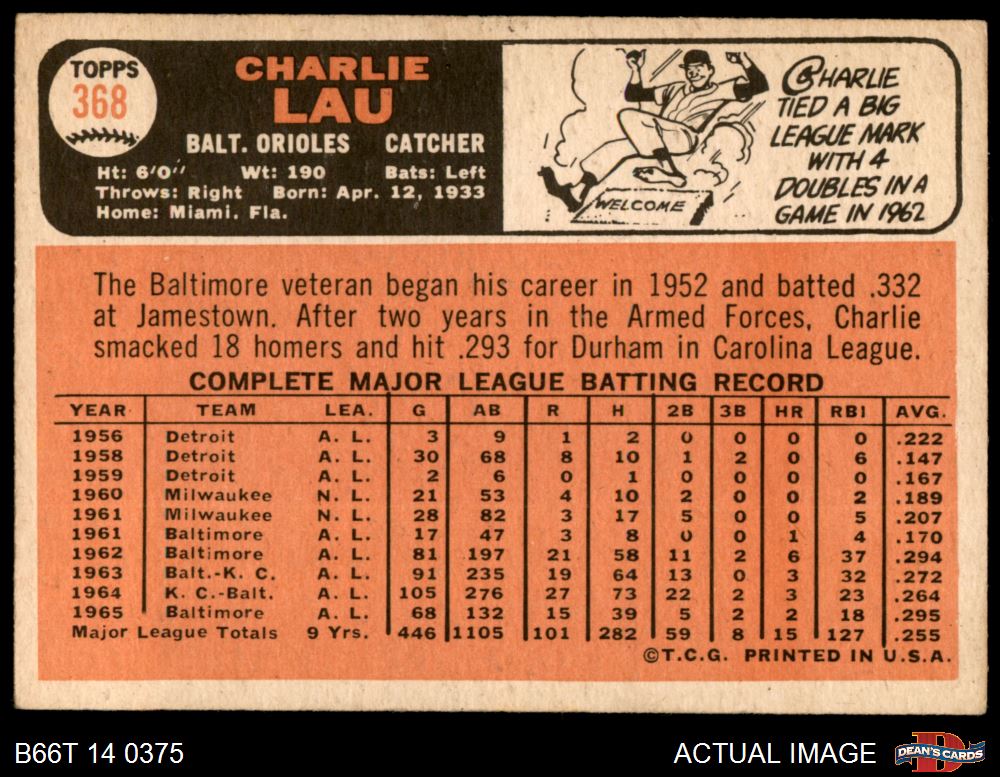 TOPPS
368
CHARLIE
LAU
BALT. ORIOLES CATCHER
Ht: 6'0" Wt: 190 Bats: Left
Throws: Right Born: Apr. 12, 1933
Home: Miami, Fla.
WELCOME
CHARLIE
TIED A BIG
LEAGUE MARK
WITH 4
DOUBLES IN A
GAME IN 1962
The Baltimore veteran began his career in 1952 and batted .332
at Jamestown. After two years in the Armed Forces, Charlie
smacked 18 homers and hit .293 for Durham in Carolina League.
COMPLETE MAJOR LEAGUE BATTING RECORD
YEAR TEAM LEA. G AB R H 2B 3B HR RBI AVG.
1956 Detroit A. L. 3 9 1 2 0 0 0 0 .222
1958 Detroit A. L. 30 68 8 10 1 2 0 6 .147
1959 Detroit A. L. 2 6 0 1 0 0 0 0 .167
1960 Milwaukee N. L. 21 53 4 10 2 0 0 2 .189
1961 Milwaukee N. L. 28 82 3 17 5 0 0 5 .207
1961 Baltimore A. L. 17 47 3 8 0 0 1 4 .170
1962 Baltimore A. L. 81 197 21 58 11 2 6 37 .294
1963 Balt.-K. C. A. L. 91 235 19 64 13 0 3 32 .272
1964 K. C.-Balt. A. L. 105 276 27 73 22 2 3 23 .264
1965 Baltimore A. L. 68 132 15 39 5 2 2 18 .295
Major League Totals 9 Yrs. 446 1105 101 282 59 8 15 127 .255
©T.C.G. PRINTED IN U.S.A.
B66T 14 0375
ACTUAL IMAGE
DEAN'S CARDS